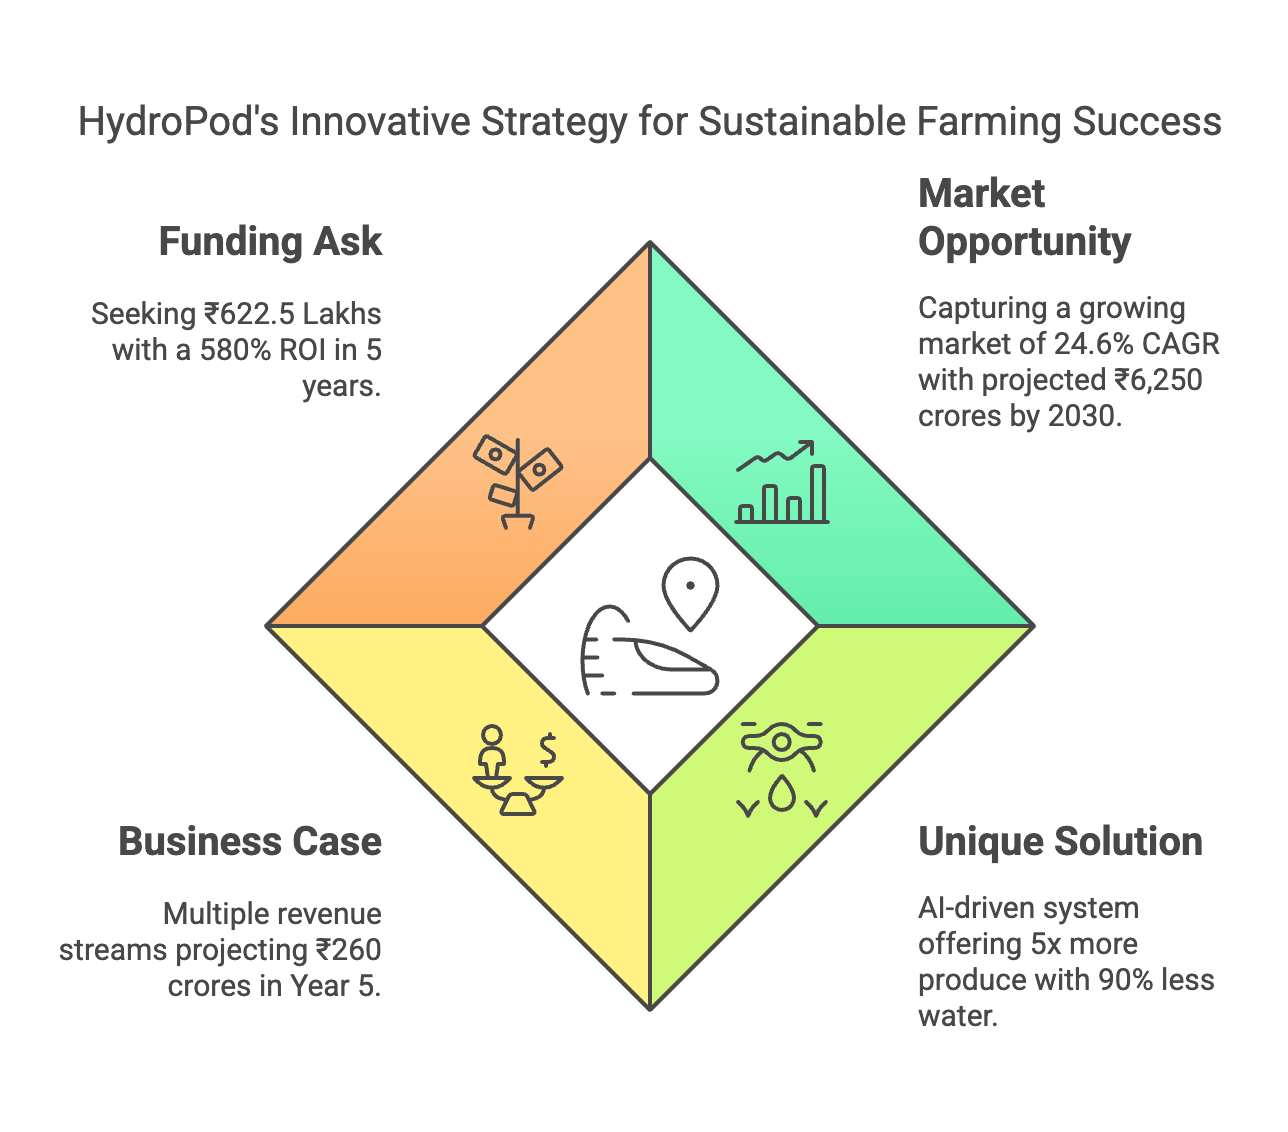 HydroPod's Innovative Strategy for Sustainable Farming Success
Funding Ask
Seeking ₹622.5 Lakhs
with a 580% ROI in 5
years.
Market
Opportunity
Capturing a growing
market of 24.6% CAGR
with projected ₹6,250
crores by 2030.
$
Business Case
Multiple revenue
streams projecting ₹260
crores in Year 5.
Unique Solution
AI-driven system
offering 5x more
produce with 90% less
water.